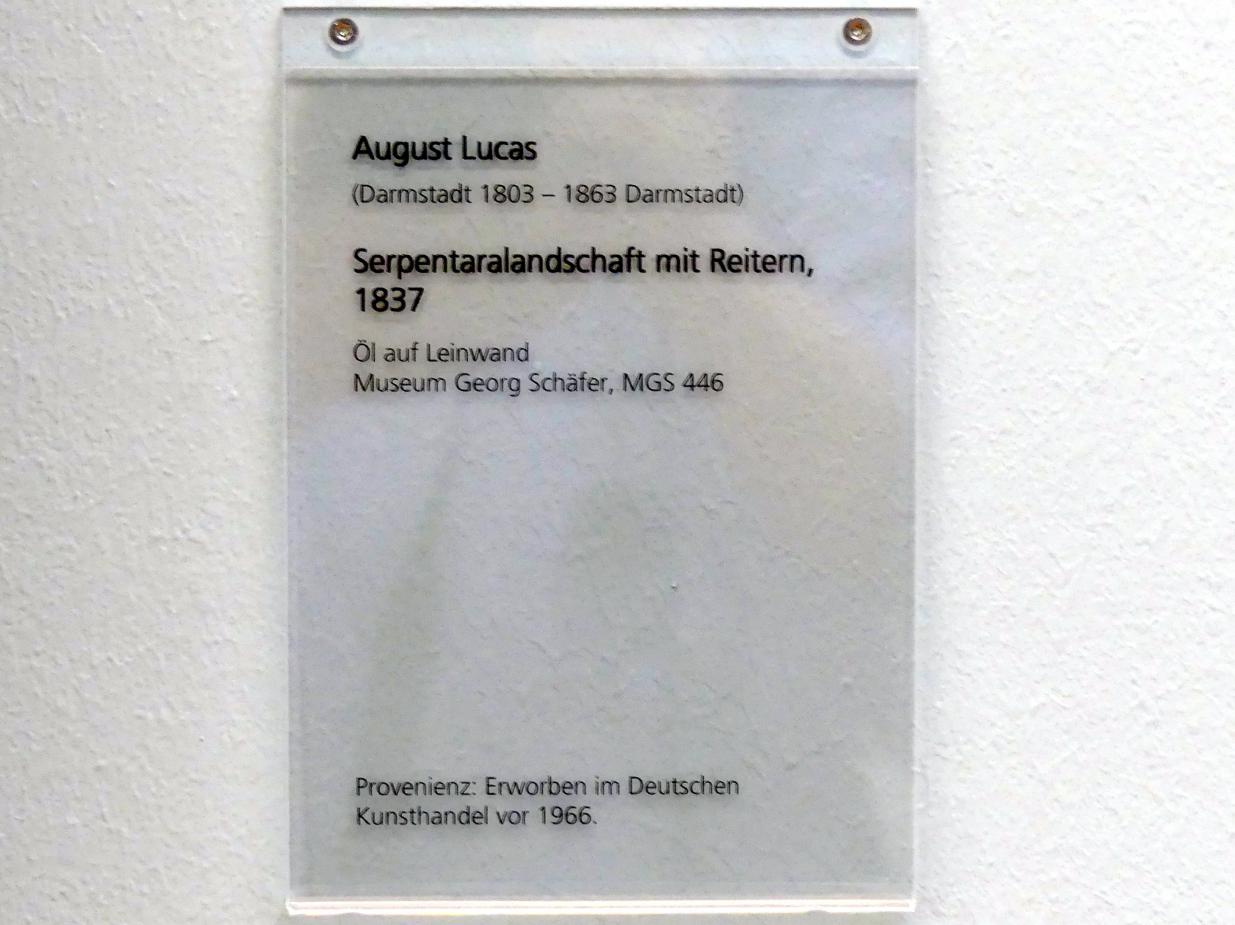 August Lucas
(Darmstadt 1803 – 1863 Darmstadt)
Serpentaralandschaft mit Reitern,
1837
Öl auf Leinwand
Museum Georg Schäfer, MGS 446
Provenienz: Erworben im Deutschen
Kunsthandel vor 1966.